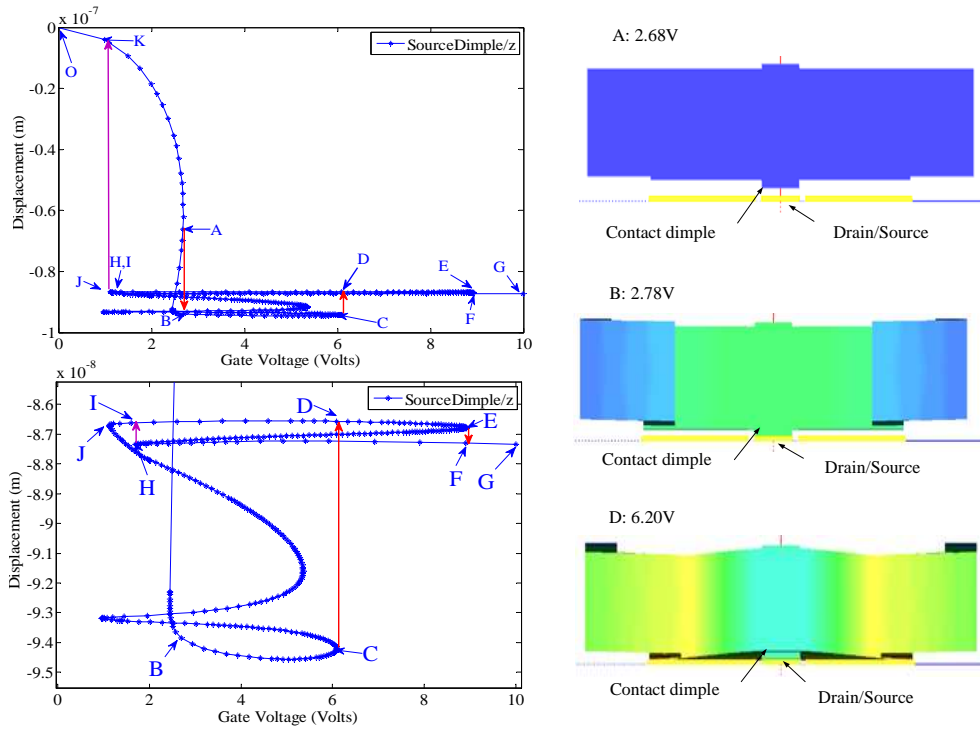 x 10^-7
0
-0.2
-0.4
-0.6
-0.8
-1
Displacement (m)
0 2 4 6 8 10
Gate Voltage (Volts)
SourceDimple/z
O
K
A
D
H,I
J
E
G
F
B
C
x 10^-8
-8.6
-8.7
-8.8
-8.9
-9
-9.1
-9.2
-9.3
-9.4
-9.5
Displacement (m)
0 2 4 6 8 10
Gate Voltage (Volts)
SourceDimple/z
I
D
E
J
H
F
G
B
C
A: 2.68V
Contact dimple
Drain/Source
B: 2.78V
Contact dimple
Drain/Source
D: 6.20V
Contact dimple
Drain/Source